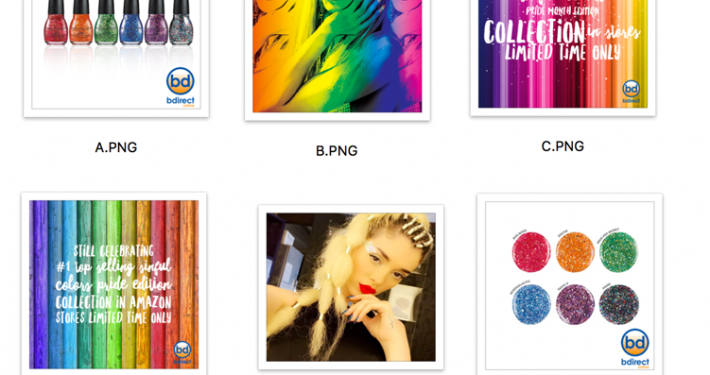 PRIDE MONTH EDITION
COLLECTION in stores
LIMITED TIME ONLY
bd
bdirect
bd
bdirect
A.PNG
B.PNG
C.PNG
STILL CELEBRATING
#1 top selling sinful
colors pride edition
COLLECTION IN AMAZON
STORES LIMITED TIME ONLY
bd
bdirect
bd
bdirect